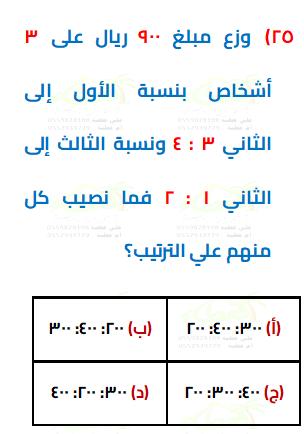 ٢٥) وزع مبلغ ٩٠٠ ريال على ٣
أشخاص بنسبة الأول إلى
الثاني ٣ : ٤ ونسبة الثالث إلى
الثاني ١ : ٢ فما نصيب كل
منهم علي الترتيب؟
(أ) ٣٠٠: ٤٠٠: ٢٠٠ (ب) ٢٠٠: ٤٠٠: ٣٠٠
(ج) ٤٠٠: ٣٠٠: ٢٠٠ (د) ٣٠٠: ٢٠٠: ٤٠٠